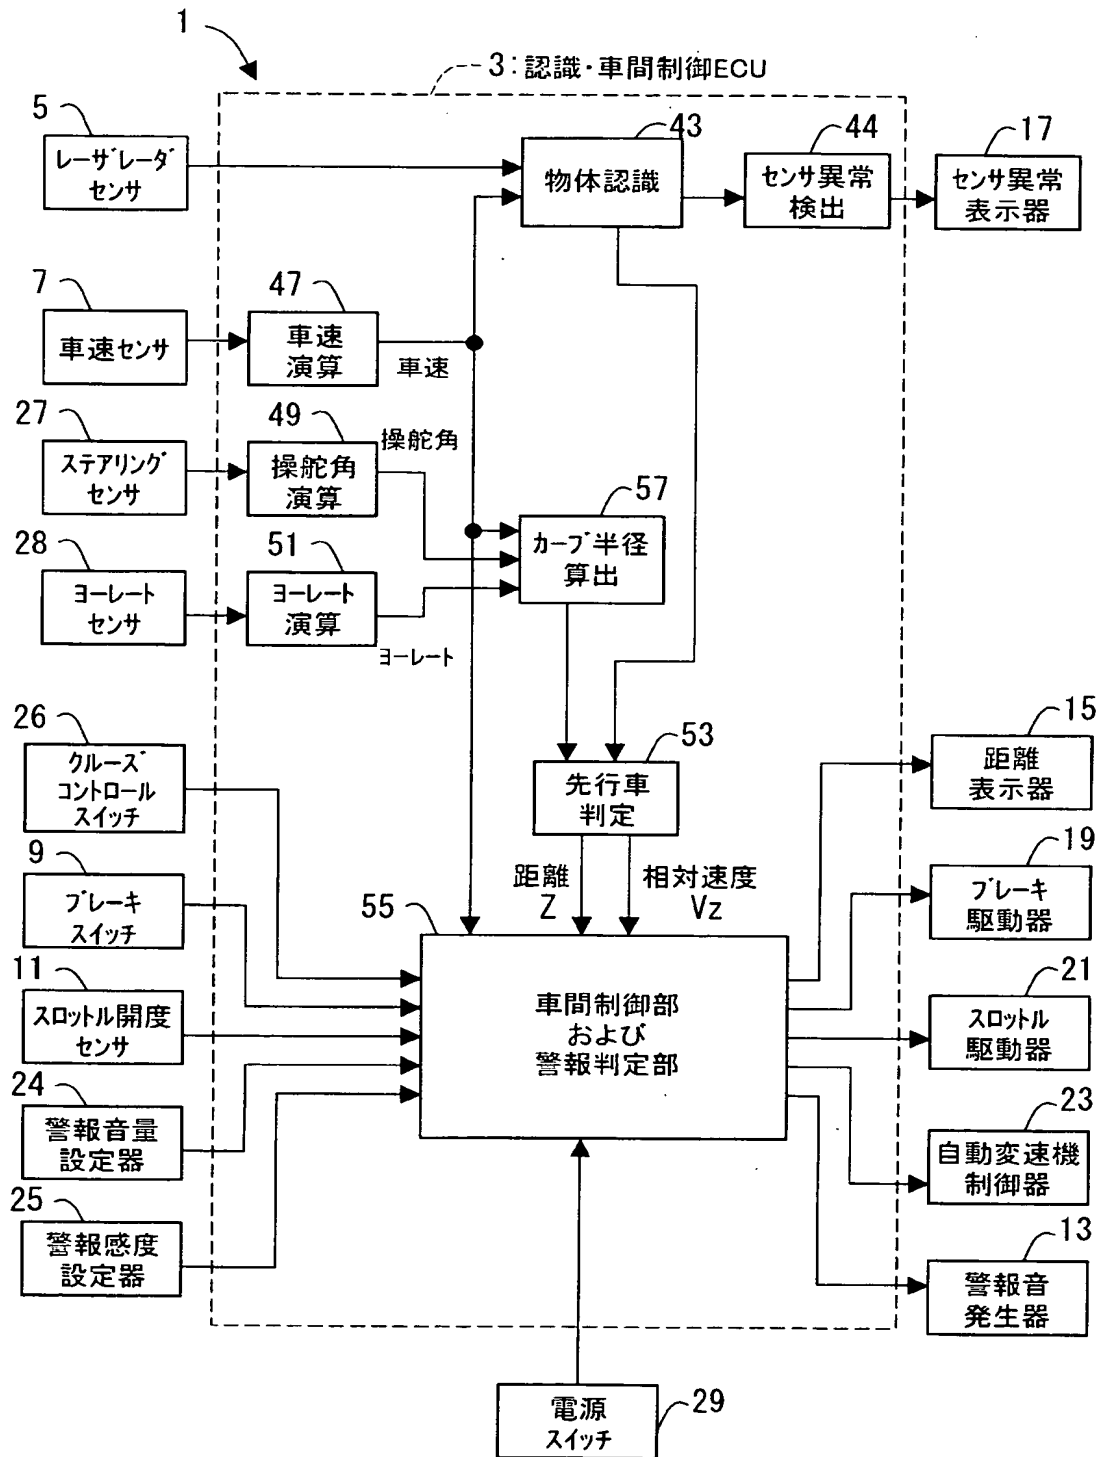 1
3：認識・車間制御ECU
5
レーザレーダ
センサ
43
物体認識
44
センサ異常
検出
17
センサ異常
表示器
7
車速センサ
47
車速
演算
車速
27
ステアリング
センサ
49
操舵角
演算
操舵角
57
カーブ半径
算出
28
ヨーレート
センサ
51
ヨーレート
演算
ヨーレート
26
クルーズ
コントロール
スイッチ
53
先行車
判定
15
距離
表示器
距離
Z
相対速度
Vz
9
ブレーキ
スイッチ
19
ブレーキ
駆動器
55
車間制御部
および
警報判定部
11
スロットル開度
センサ
21
スロットル
駆動器
24
警報音量
設定器
23
自動変速機
制御器
25
警報感度
設定器
13
警報音
発生器
電源
スイッチ
29